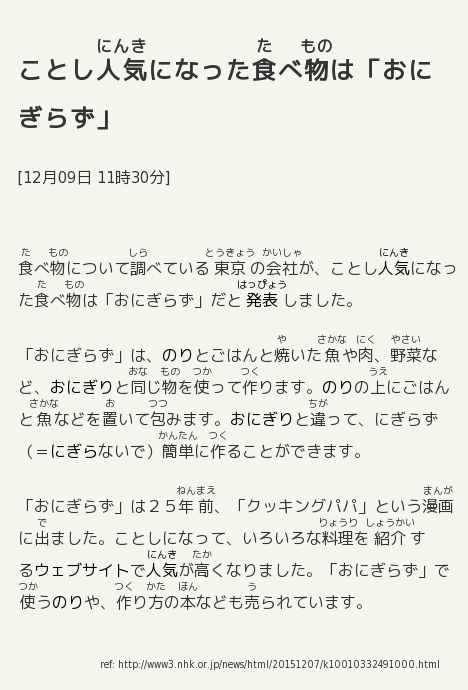 にんき た もの
ことし人気になった食べ物は「おに
ぎらず」
[12月09日 11時30分]
た もの しら とうきょう かいしゃ にんき
食べ物について調べている東京の会社が、ことし人気になっ
た もの はっぴょう
た食べ物は「おにぎらず」だと発表しました。
や さかな にく やさい
「おにぎらず」は、のりとごはんと焼いた魚や肉、野菜な
おな もの つか つく うえ
ど、おにぎりと同じ物を使って作ります。のりの上にごはん
さかな お つつ ちが
と魚などを置いて包みます。おにぎりと違って、にぎらず
かんたん つく
（＝にぎらないで）簡単に作ることができます。
ねんまえ まんが
「おにぎらず」は２５年前、「クッキングパパ」という漫画
で りょうり しょうかい
に出ました。ことしになって、いろいろな料理を紹介す
にんき たか
るウェブサイトで人気が高くなりました。「おにぎらず」で
つか つく かた ほん う
使うのりや、作り方の本なども売られています。
ref: http://www3.nhk.or.jp/news/html/20151207/k10010332491000.html